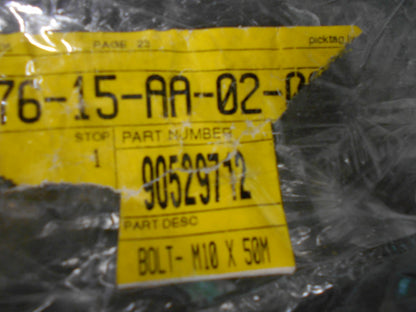 PAGE 23 picktag
76-15-AA-02-0
STOP PART NUMBER
1 90529712
PART DESC
BOLT- M10 X 50M